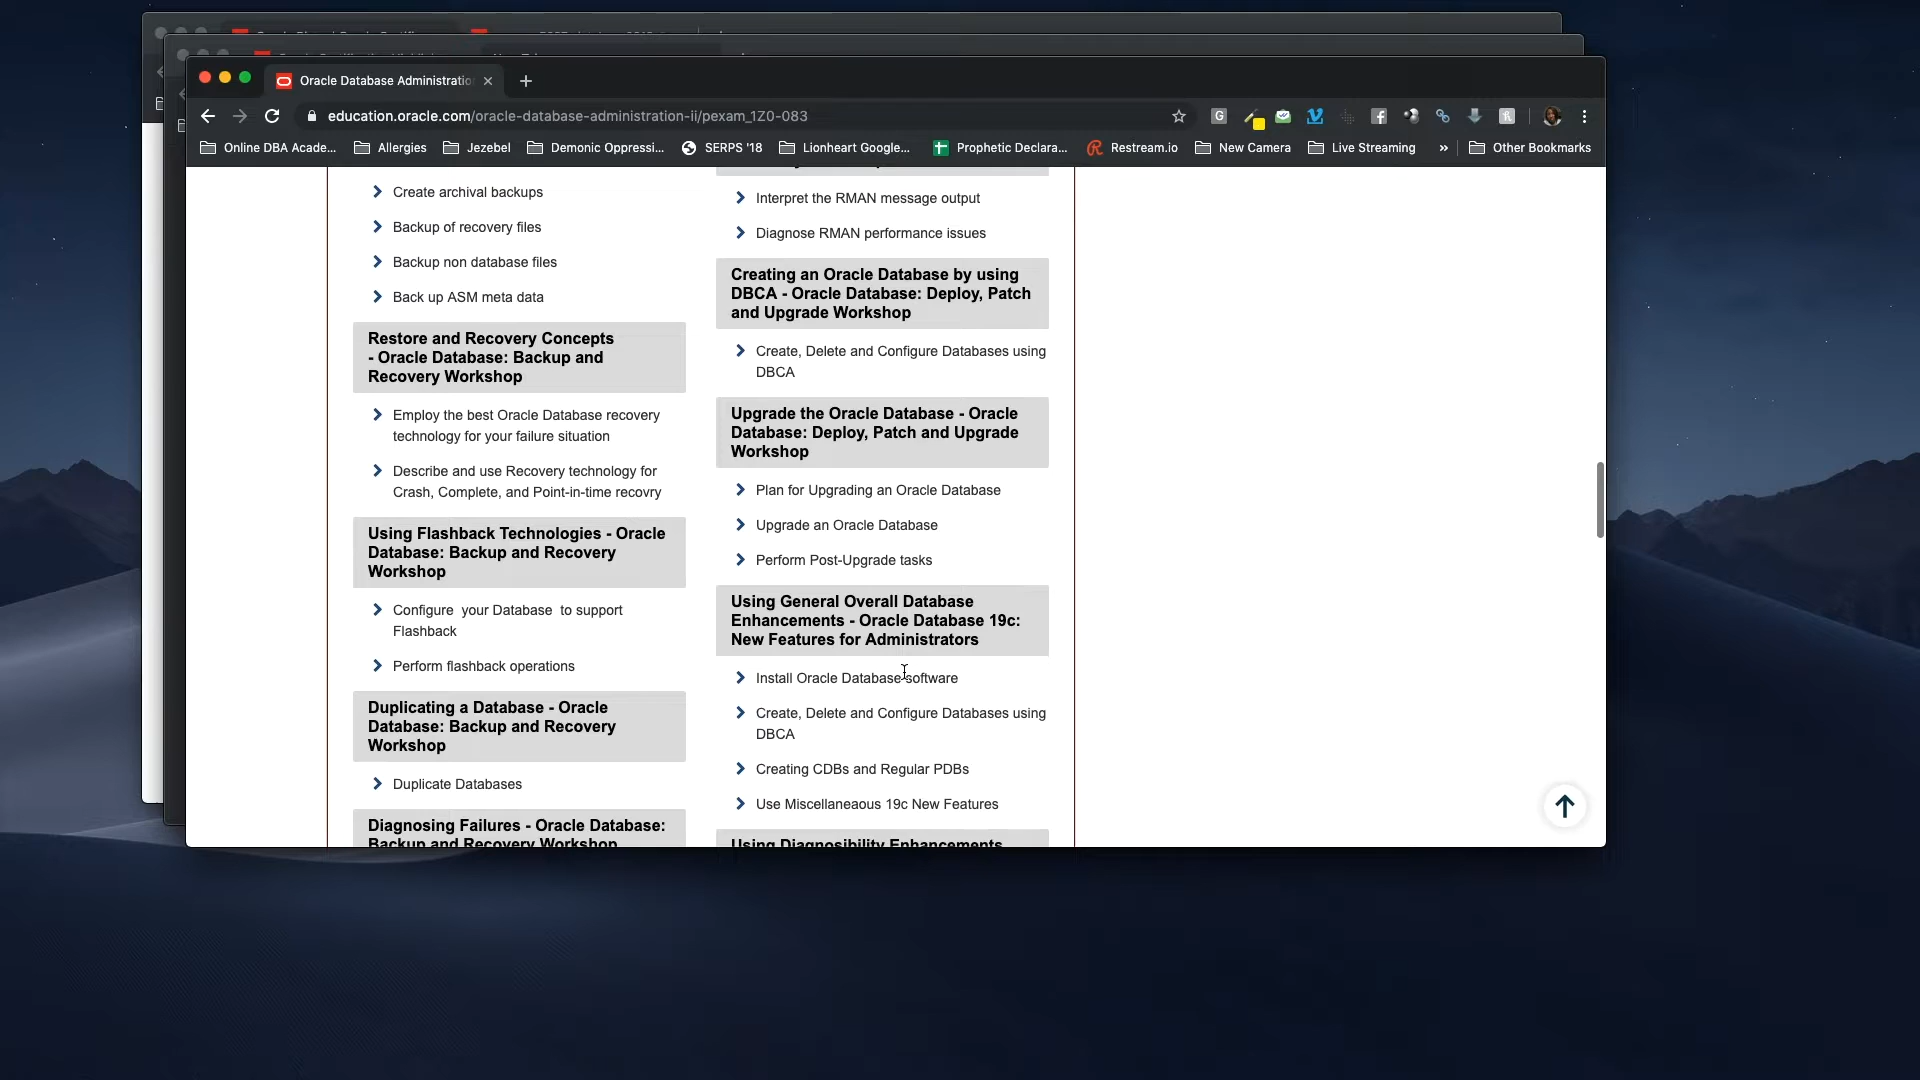 Oracle Database Administratio
education.oracle.com/oracle-database-administration-ii/pexam_1Z0-083
Online DBA Acade...
Allergies
Jezebel
Demonic Oppressi...
SERPS '18
Lionheart Google...
Prophetic Declara...
Restream.io
New Camera
Live Streaming
»
Other Bookmarks
Create archival backups
Backup of recovery files
Backup non database files
Back up ASM meta data
Restore and Recovery Concepts
- Oracle Database: Backup and
Recovery Workshop
Employ the best Oracle Database recovery
technology for your failure situation
Describe and use Recovery technology for
Crash, Complete, and Point-in-time recovry
Using Flashback Technologies - Oracle
Database: Backup and Recovery
Workshop
Configure your Database to support
Flashback
Perform flashback operations
Duplicating a Database - Oracle
Database: Backup and Recovery
Workshop
Duplicate Databases
Diagnosing Failures - Oracle Database:
Backup and Recovery Workshop
Interpret the RMAN message output
Diagnose RMAN performance issues
Creating an Oracle Database by using
DBCA - Oracle Database: Deploy, Patch
and Upgrade Workshop
Create, Delete and Configure Databases using
DBCA
Upgrade the Oracle Database - Oracle
Database: Deploy, Patch and Upgrade
Workshop
Plan for Upgrading an Oracle Database
Upgrade an Oracle Database
Perform Post-Upgrade tasks
Using General Overall Database
Enhancements - Oracle Database 19c:
New Features for Administrators
Install Oracle Database software
Create, Delete and Configure Databases using
DBCA
Creating CDBs and Regular PDBs
Use Miscellaneaous 19c New Features
Using Diagnosibility Enhancements